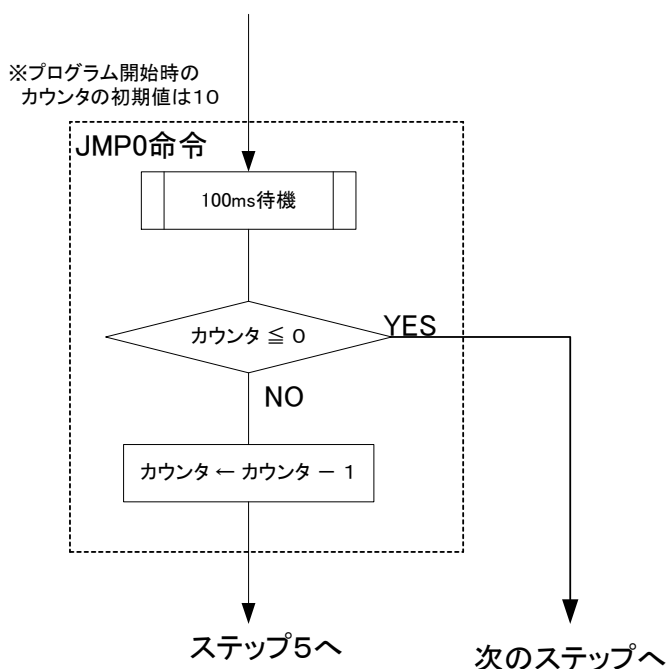 ※プログラム開始時の
カウンタの初期値は１０
JMP0命令
100ms待機
カウンタ ≦ ０
YES
NO
カウンタ ← カウンタ － １
ステップ５へ
次のステップへ